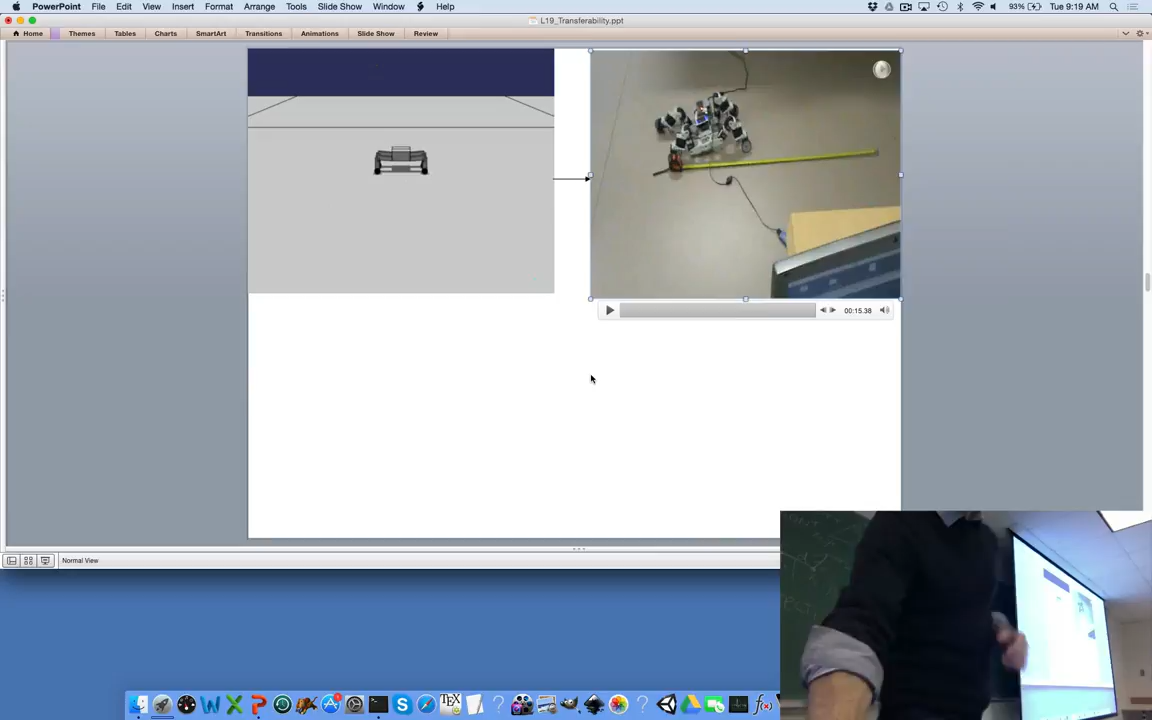 PowerPoint File Edit View Insert Format Arrange Tools Slide Show Window Help 93% Tue 9:19 AM
L19_Transferability.ppt
Home Themes Tables Charts SmartArt Transitions Animations Slide Show Review
00:15.38
Normal View
W X P S TEX ? ? f(x)